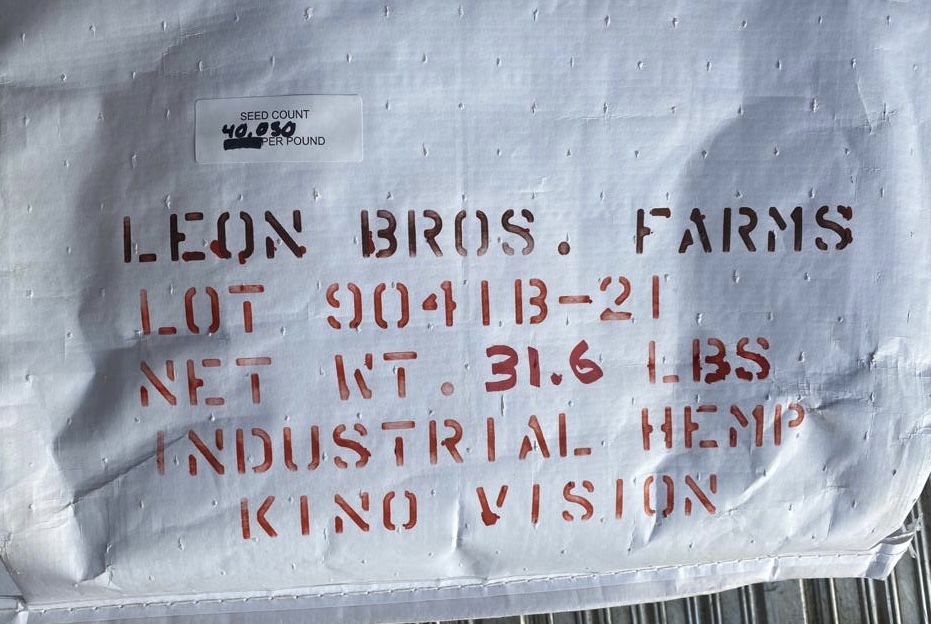 SEED COUNT
40,030
PER POUND
LEON BROS. FARMS
LOT 9041B-21
NET WT. 31.6 LBS
INDUSTRIAL HEMP
KINO VISION